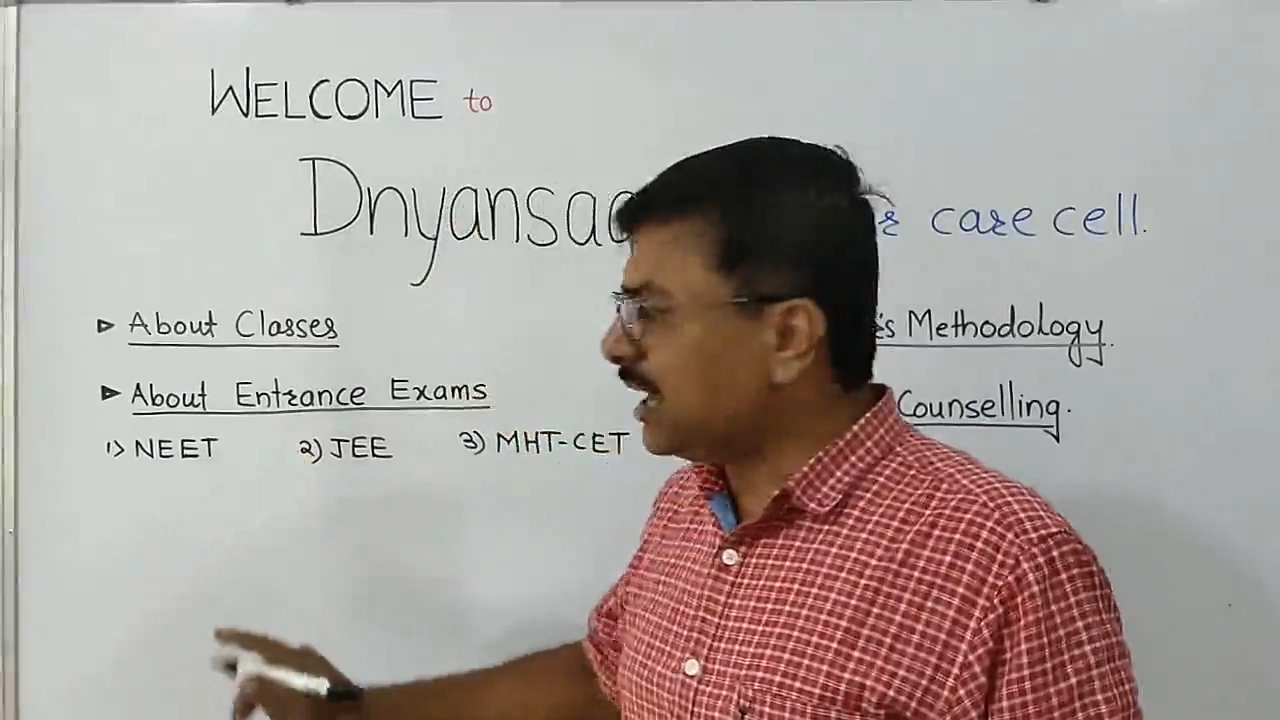 WELCOME to
Dnyansa care cell.
▷ About Classes
Methodology.
▷ About Entrance Exams
Counselling.
1) NEET 2) JEE 3) MHT-CET